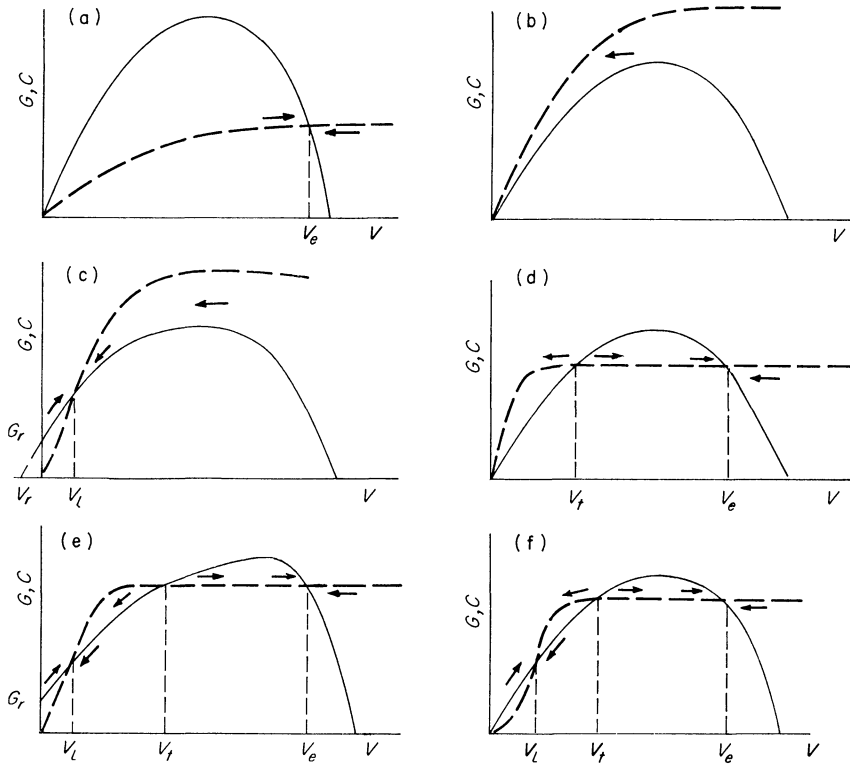 (a)
G, C
V_e
V
(b)
G, C
V
(c)
G, C
G_r
V_r
V_l
V
(d)
G, C
V_t
V_e
V
(e)
G, C
G_r
V_l
V_t
V_e
V
(f)
G, C
V_l
V_t
V_e
V